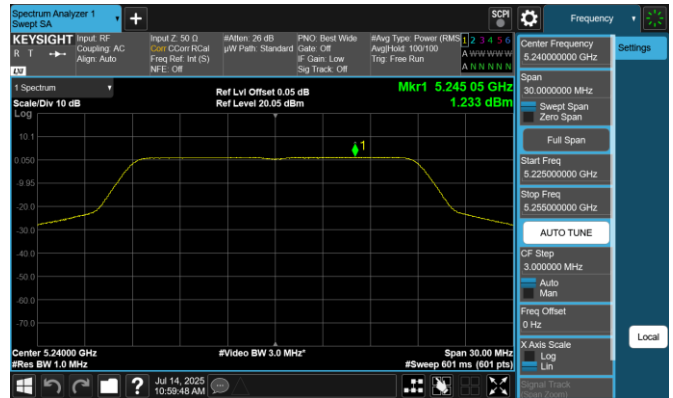 Spectrum Analyzer 1
Swept SA
SCPI
Frequency
KEYSIGHT
R T
LXI
Input: RF
Coupling: AC
Align: Auto
Input Z: 50 Ω
Corr CCorr RCal
Freq Ref: Int (S)
NFE: Off
#Atten: 26 dB
µW Path: Standard
PNO: Best Wide
Gate: Off
IF Gain: Low
Sig Track: Off
#Avg Type: Power (RMS
Avg|Hold: 100/100
Trig: Free Run
1 2 3 4 5 6
A W W W W W
A N N N N N
1 Spectrum
Scale/Div 10 dB
Log
Ref Lvl Offset 0.05 dB
Ref Level 20.05 dBm
Mkr1 5.245 05 GHz
1.233 dBm
10.1
0.050
-9.95
-20.0
-30.0
-40.0
-50.0
-60.0
-70.0
1
Center 5.24000 GHz
#Res BW 1.0 MHz
#Video BW 3.0 MHz*
Span 30.00 MHz
#Sweep 601 ms (601 pts)
Jul 14, 2025
10:59:48 AM
Center Frequency
5.240000000 GHz
Span
30.0000000 MHz
Swept Span
Zero Span
Full Span
Start Freq
5.225000000 GHz
Stop Freq
5.255000000 GHz
AUTO TUNE
CF Step
3.000000 MHz
Auto
Man
Freq Offset
0 Hz
X Axis Scale
Log
Lin
Signal Track
(Span Zoom)
Settings
Local